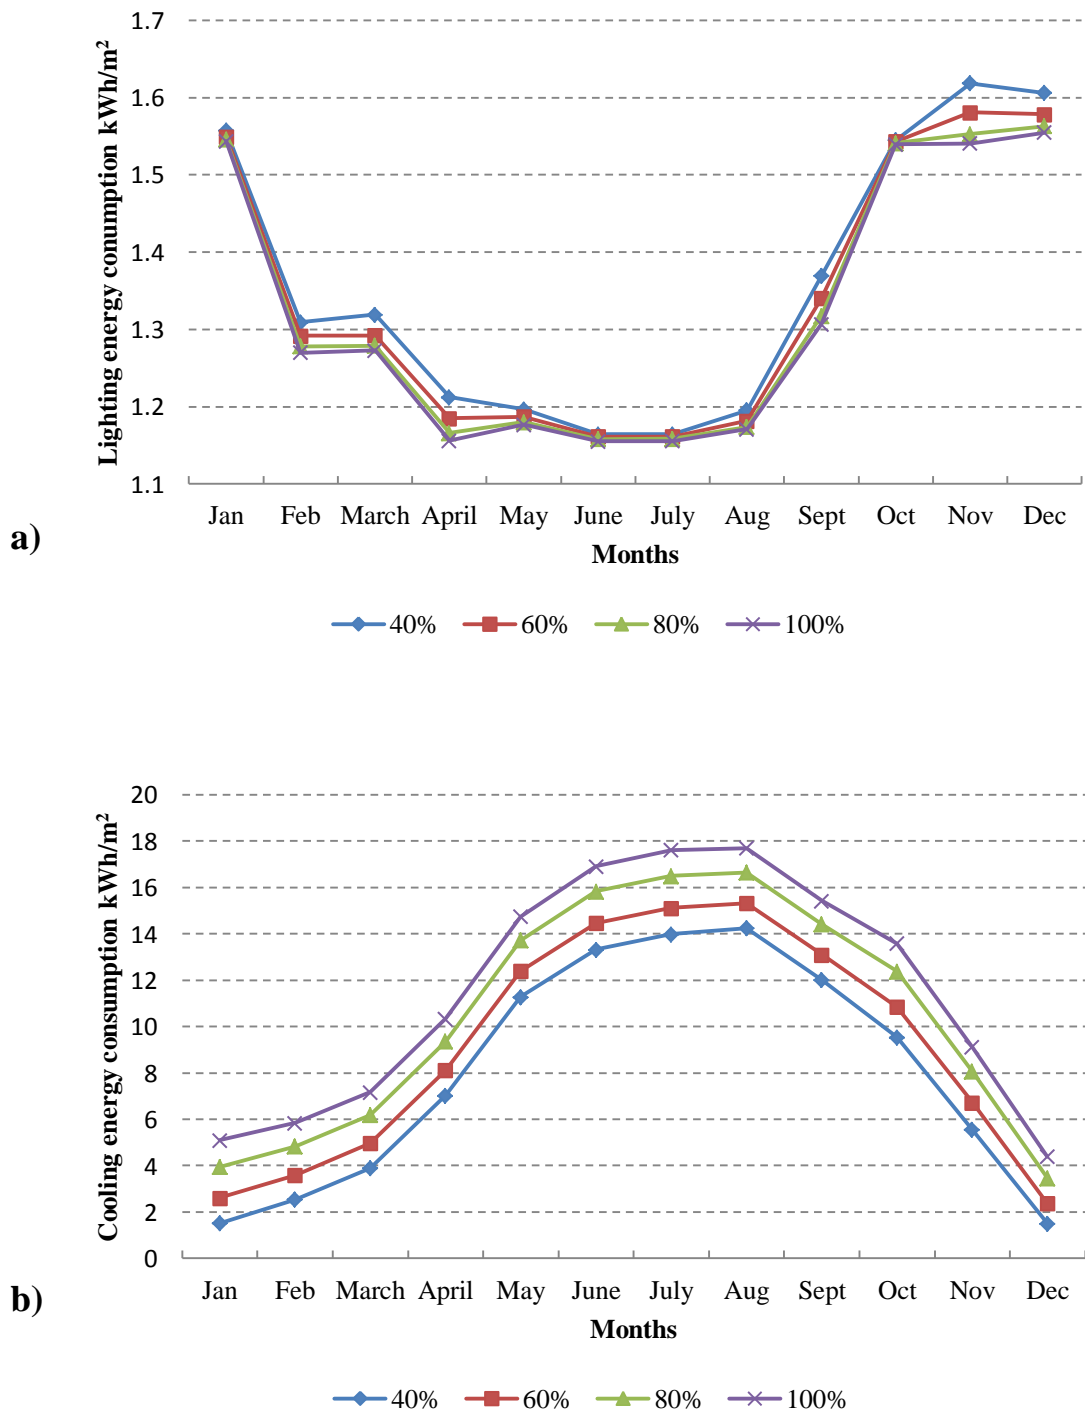 1.7
1.6
1.5
1.4
1.3
1.2
1.1
Lighting energy conumption kWh/m²
Jan Feb March April May June July Aug Sept Oct Nov Dec
a)
Months
40% 60% 80% 100%
20
18
16
14
12
10
8
6
4
2
0
Cooling energy consumption kWh/m²
Jan Feb March April May June July Aug Sept Oct Nov Dec
b)
Months
40% 60% 80% 100%